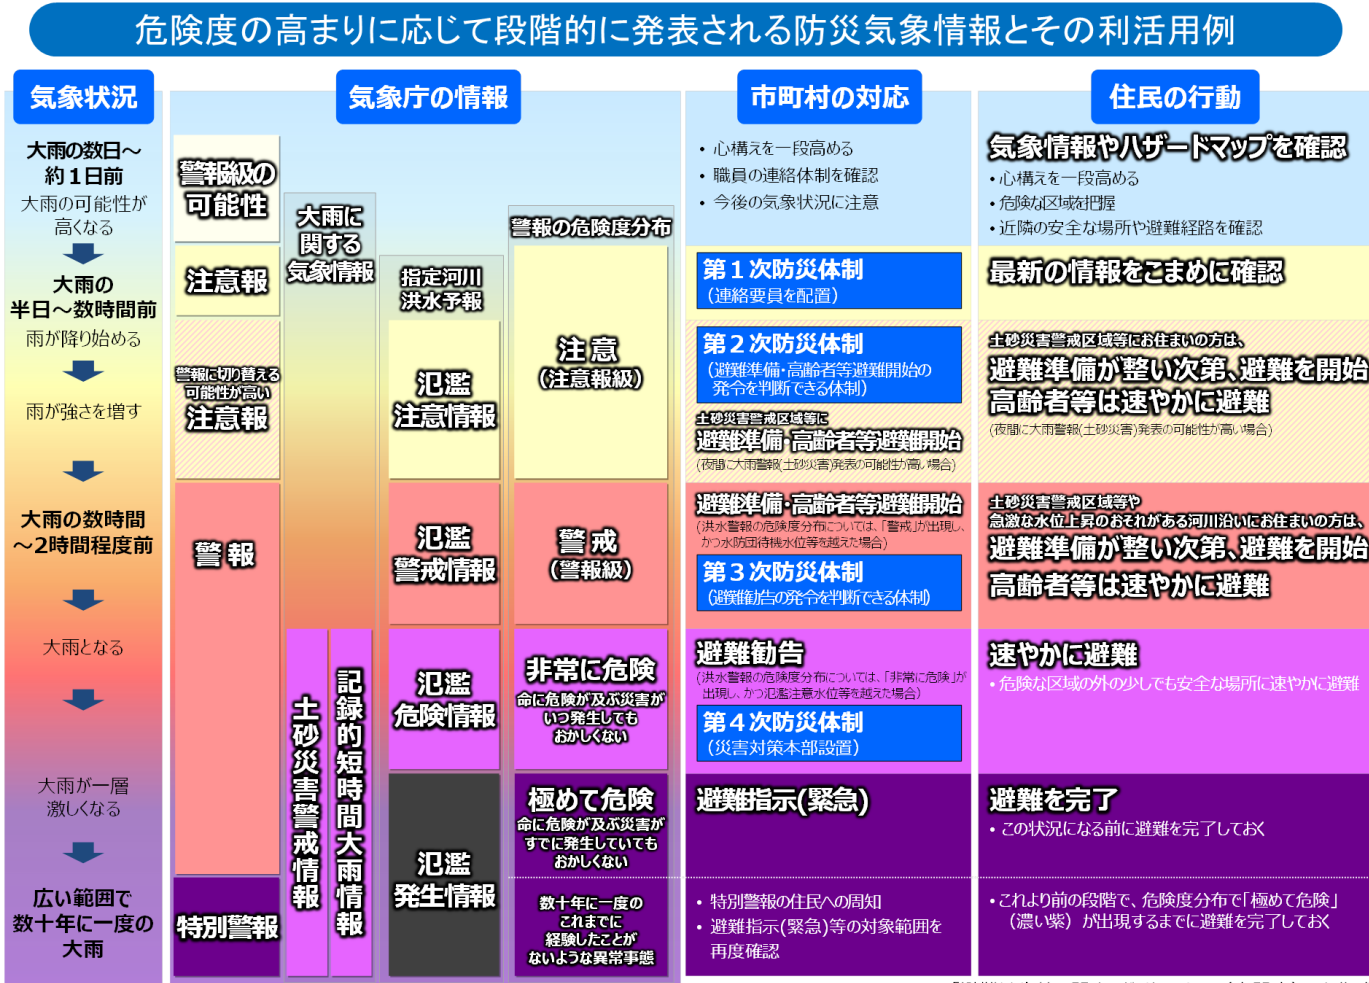 危険度の高まりに応じて段階的に発表される防災気象情報とその利活用例
気象状況
大雨の数日～
約１日前
大雨の可能性が
高くなる
大雨の
半日～数時間前
雨が降り始める
雨が強さを増す
大雨の数時間
～2時間程度前
大雨となる
大雨が一層
激しくなる
広い範囲で
数十年に一度の
大雨
気象庁の情報
警報級の
可能性
注意報
警報に切り替える
可能性が高い
注意報
警報
特別警報
大雨に
関する
気象情報
土砂災害警戒情報
記録的短時間大雨情報
指定河川
洪水予報
氾濫
注意情報
氾濫
警戒情報
氾濫
危険情報
氾濫
発生情報
警報の危険度分布
注意
（注意報級）
警戒
（警報級）
非常に危険
命に危険が及ぶ災害が
いつ発生しても
おかしくない
極めて危険
命に危険が及ぶ災害が
すでに発生していても
おかしくない
数十年に一度の
これまでに
経験したことが
ないような異常事態
市町村の対応
• 心構えを一段高める
• 職員の連絡体制を確認
• 今後の気象状況に注意
第１次防災体制
（連絡要員を配置）
第２次防災体制
（避難準備・高齢者等避難開始の
発令を判断できる体制）
土砂災害警戒区域等に
避難準備・高齢者等避難開始
(夜間に大雨警報(土砂災害)発表の可能性が高い場合)
避難準備・高齢者等避難開始
(洪水警報の危険度分布については、「警戒」が出現し、
かつ水防団待機水位等を越えた場合)
第３次防災体制
（避難勧告の発令を判断できる体制）
避難勧告
(洪水警報の危険度分布については、「非常に危険」が
出現し、かつ氾濫注意水位等を越えた場合)
第４次防災体制
（災害対策本部設置）
避難指示(緊急)
• 特別警報の住民への周知
• 避難指示(緊急)等の対象範囲を
再度確認
住民の行動
気象情報やハザードマップを確認
• 心構えを一段高める
• 危険な区域を把握
• 近隣の安全な場所や避難経路を確認
最新の情報をこまめに確認
土砂災害警戒区域等にお住まいの方は、
避難準備が整い次第、避難を開始
高齢者等は速やかに避難
(夜間に大雨警報(土砂災害)発表の可能性が高い場合)
土砂災害警戒区域等や
急激な水位上昇のおそれがある河川沿いにお住まいの方は、
避難準備が整い次第、避難を開始
高齢者等は速やかに避難
速やかに避難
• 危険な区域の外の少しでも安全な場所に速やかに避難
避難を完了
• この状況になる前に避難を完了しておく
• これより前の段階で、危険度分布で「極めて危険」
（濃い紫）が出現するまでに避難を完了しておく